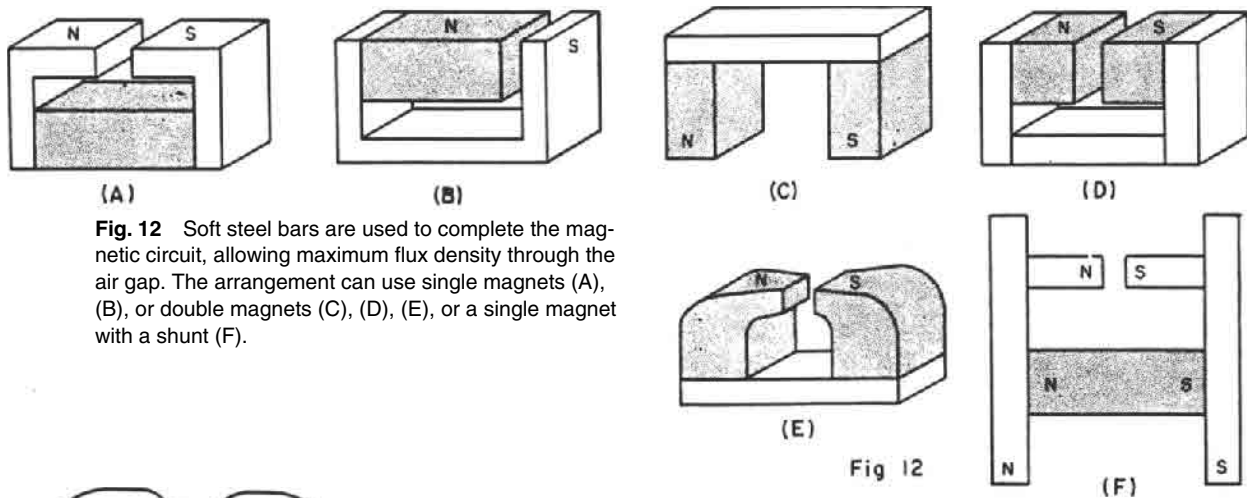 N S
(A)
N S
(B)
N S
(C)
N S
(D)
Fig. 12 Soft steel bars are used to complete the mag-
netic circuit, allowing maximum flux density through the
air gap. The arrangement can use single magnets (A),
(B), or double magnets (C), (D), (E), or a single magnet
with a shunt (F).
N S
(E)
Fig 12
N S
N S
N S
(F)